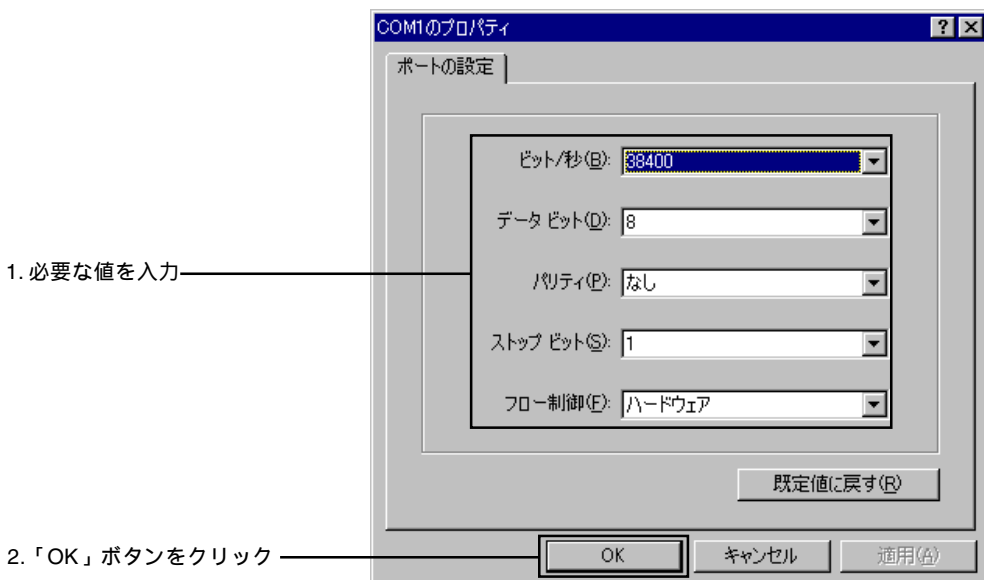 COM1のプロパティ
ポートの設定
ビット/秒(B): 38400
データ ビット(D): 8
1. 必要な値を入力
パリティ(P): なし
ストップ ビット(S): 1
フロー制御(F): ハードウェア
既定値に戻す(R)
2.「OK」ボタンをクリック
OK キャンセル 適用(A)